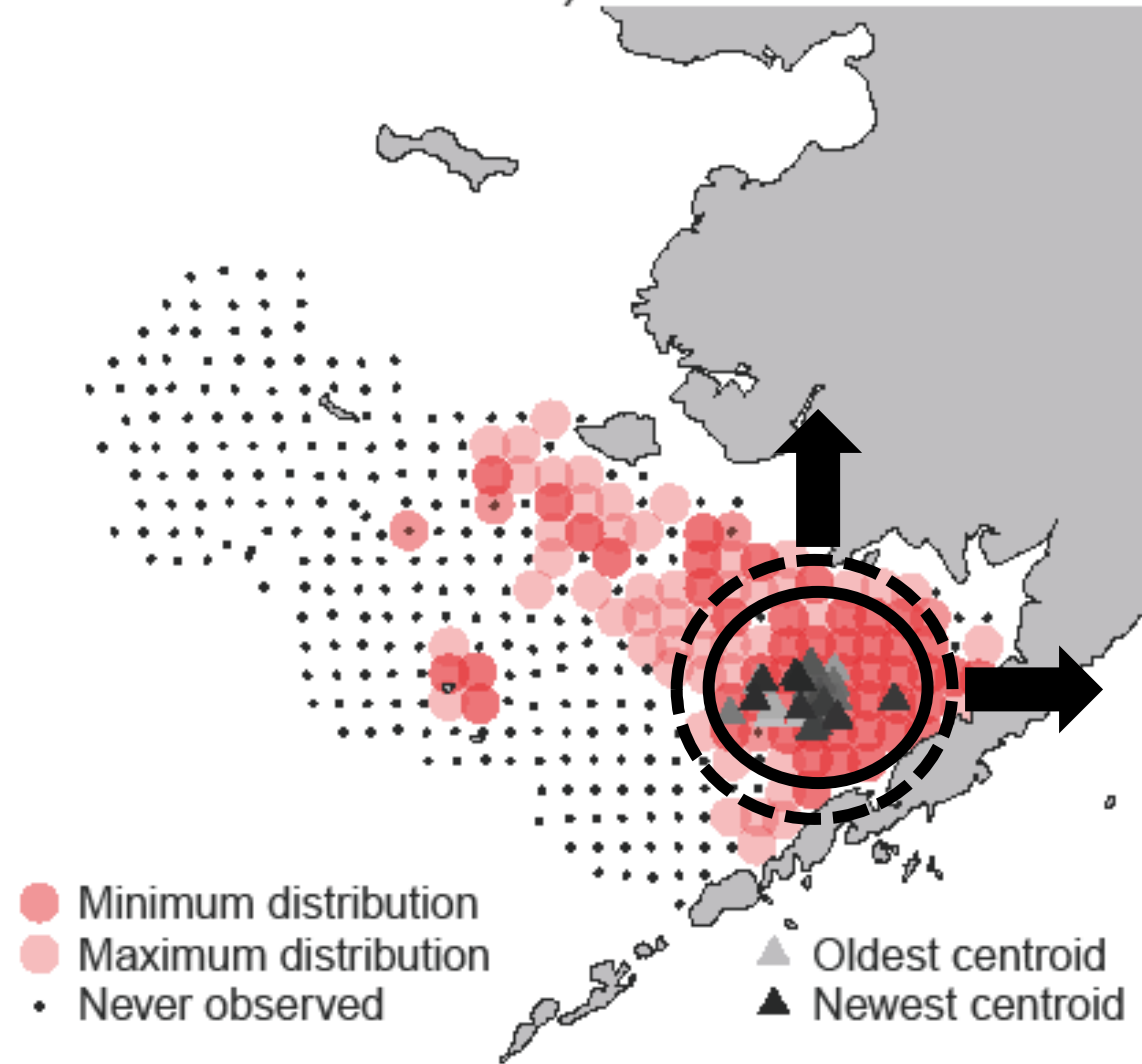 Minimum distribution
Maximum distribution
Never observed
Oldest centroid
Newest centroid